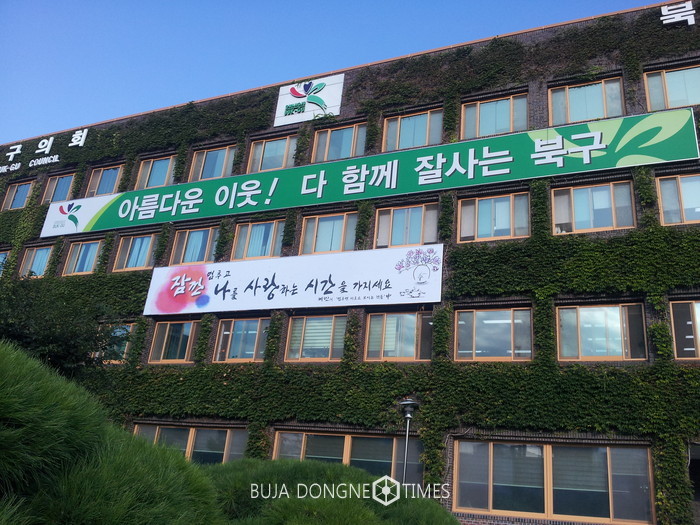 북
구의회
BUK-GU COUNCIL
아름다운 이웃! 다 함께 잘사는 북구
잠깐 멈추고 나를 사랑하는 시간을 가지세요
BUJA DONGNE TIMES